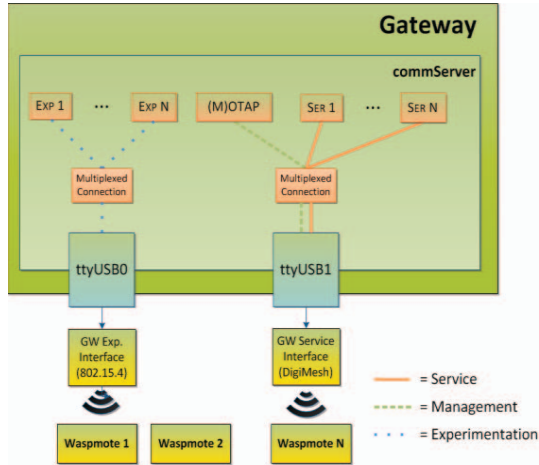 Gateway
commServer
EXP 1
...
EXP N
(M)OTAP
SER 1
...
SER N
Multiplexed
Connection
Multiplexed
Connection
ttyUSB0
ttyUSB1
GW Exp.
Interface
(802.15.4)
GW Service
Interface
(DigiMesh)
= Service
= Management
= Experimentation
Waspmote 1
Waspmote 2
Waspmote N